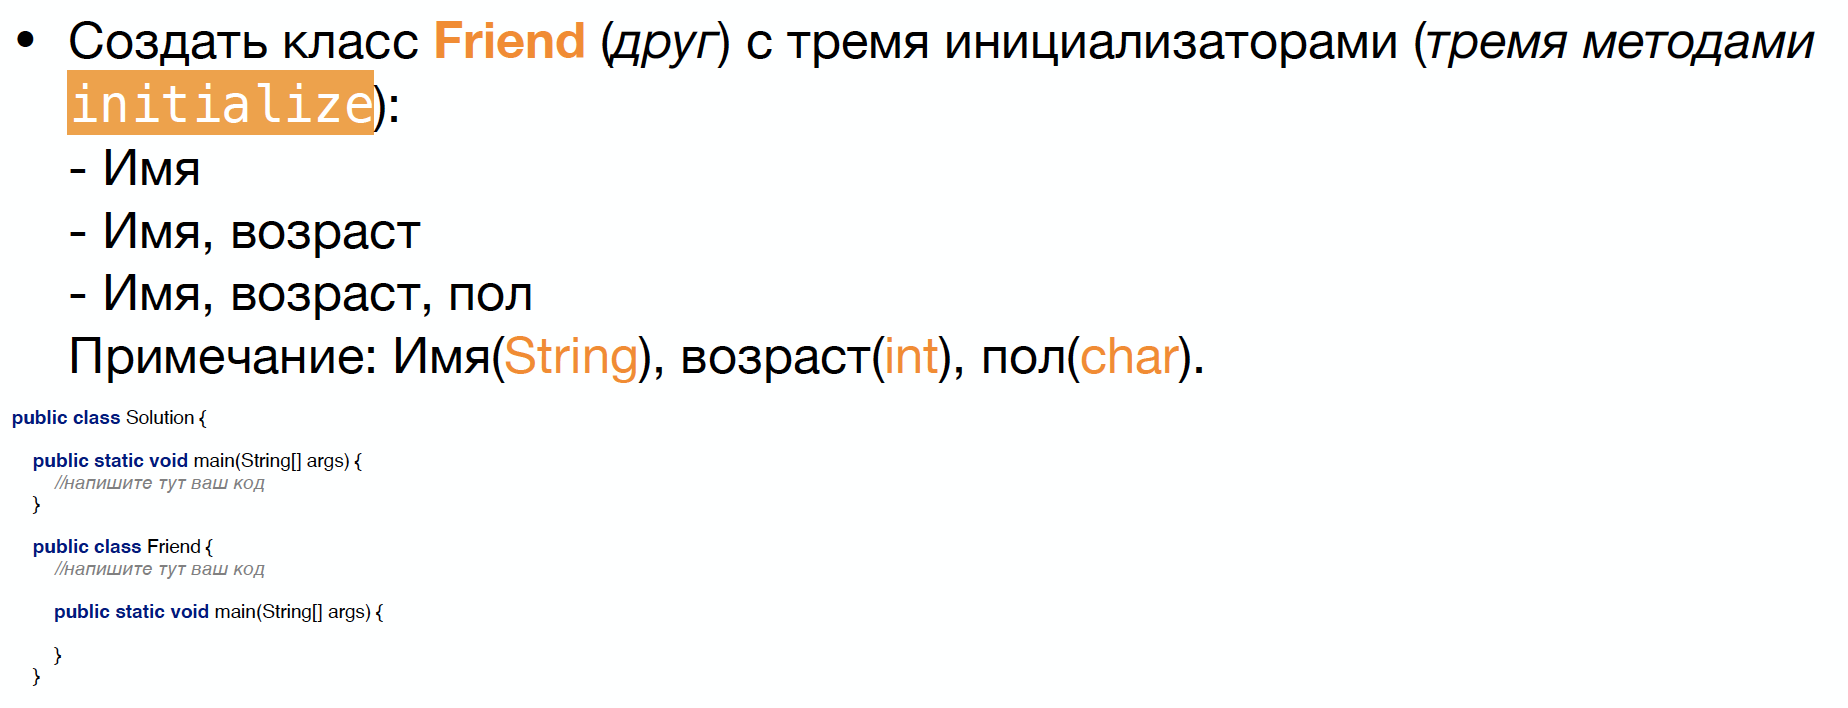 • Создать класс Friend (друг) с тремя инициализаторами (тремя методами
initialize):
- Имя
- Имя, возраст
- Имя, возраст, пол
Примечание: Имя(String), возраст(int), пол(char).
public class Solution {
public static void main(String[] args) {
//напишите тут ваш код
}
public class Friend {
//напишите тут ваш код
public static void main(String[] args) {
}
}